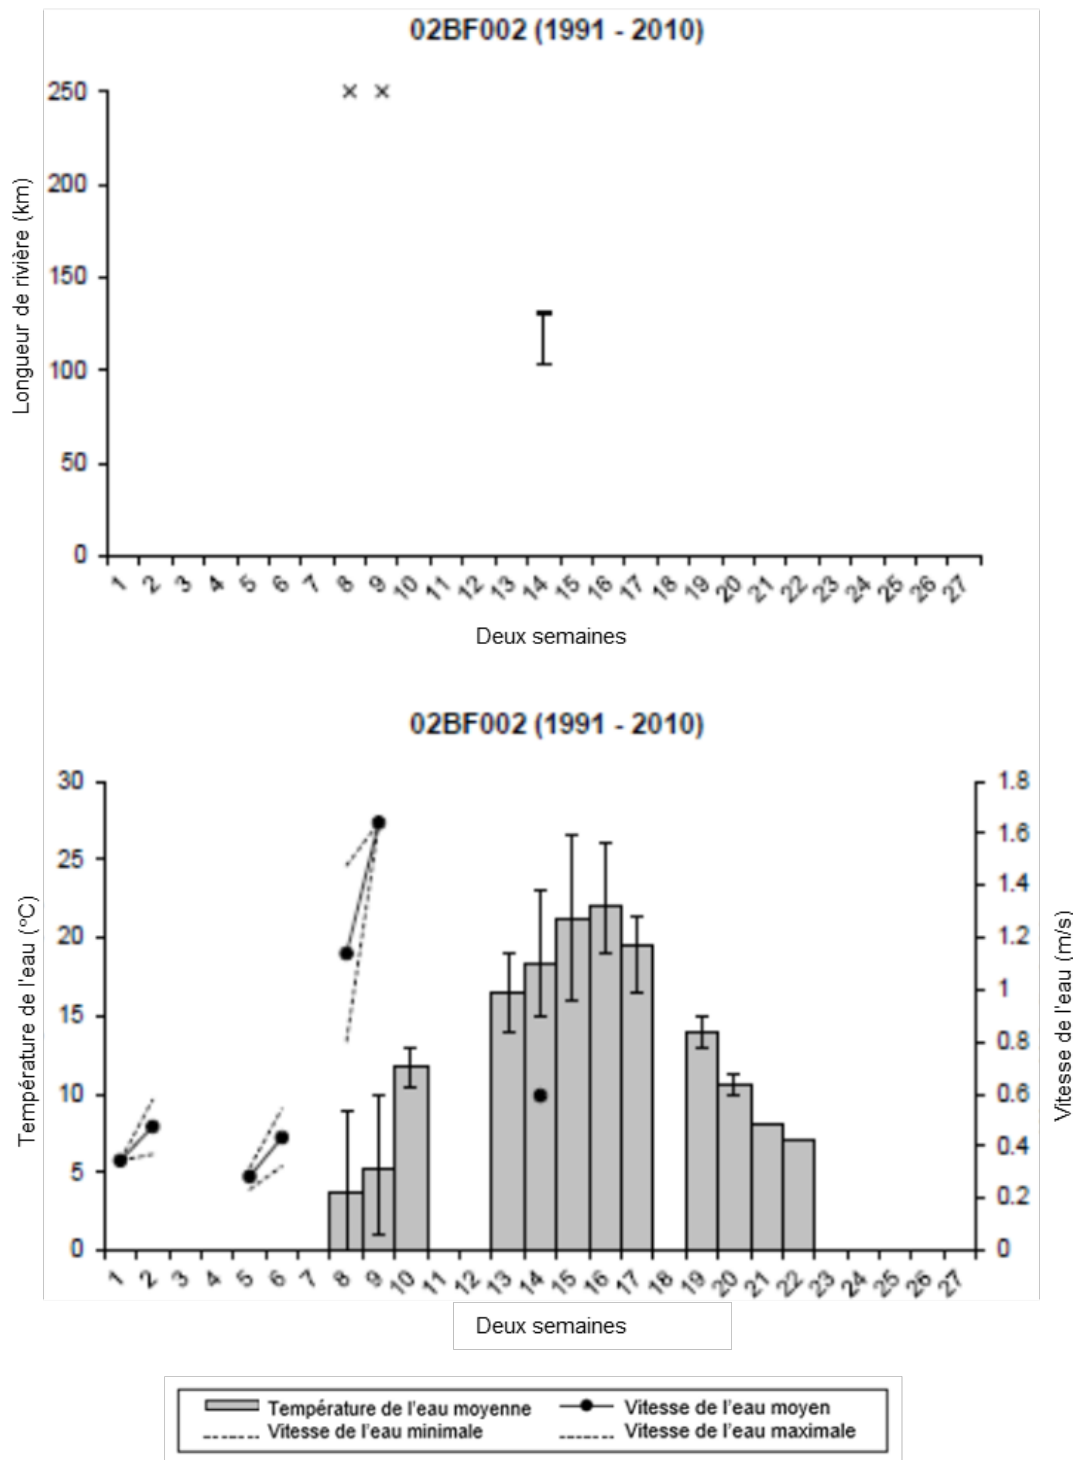 02BF002 (1991 - 2010)
250
200
150
100
50
0
Longueur de rivière (km)
1 2 3 4 5 6 7 8 9 10 11 12 13 14 15 16 17 18 19 20 21 22 23 24 25 26 27
Deux semaines
02BF002 (1991 - 2010)
30
25
20
15
10
5
0
Température de l'eau (°C)
1.8
1.6
1.4
1.2
1
0.8
0.6
0.4
0.2
0
Vitesse de l'eau (m/s)
1 2 3 4 5 6 7 8 9 10 11 12 13 14 15 16 17 18 19 20 21 22 23 24 25 26 27
Deux semaines
Température de l'eau moyenne
Vitesse de l'eau moyen
Vitesse de l'eau minimale
Vitesse de l'eau maximale